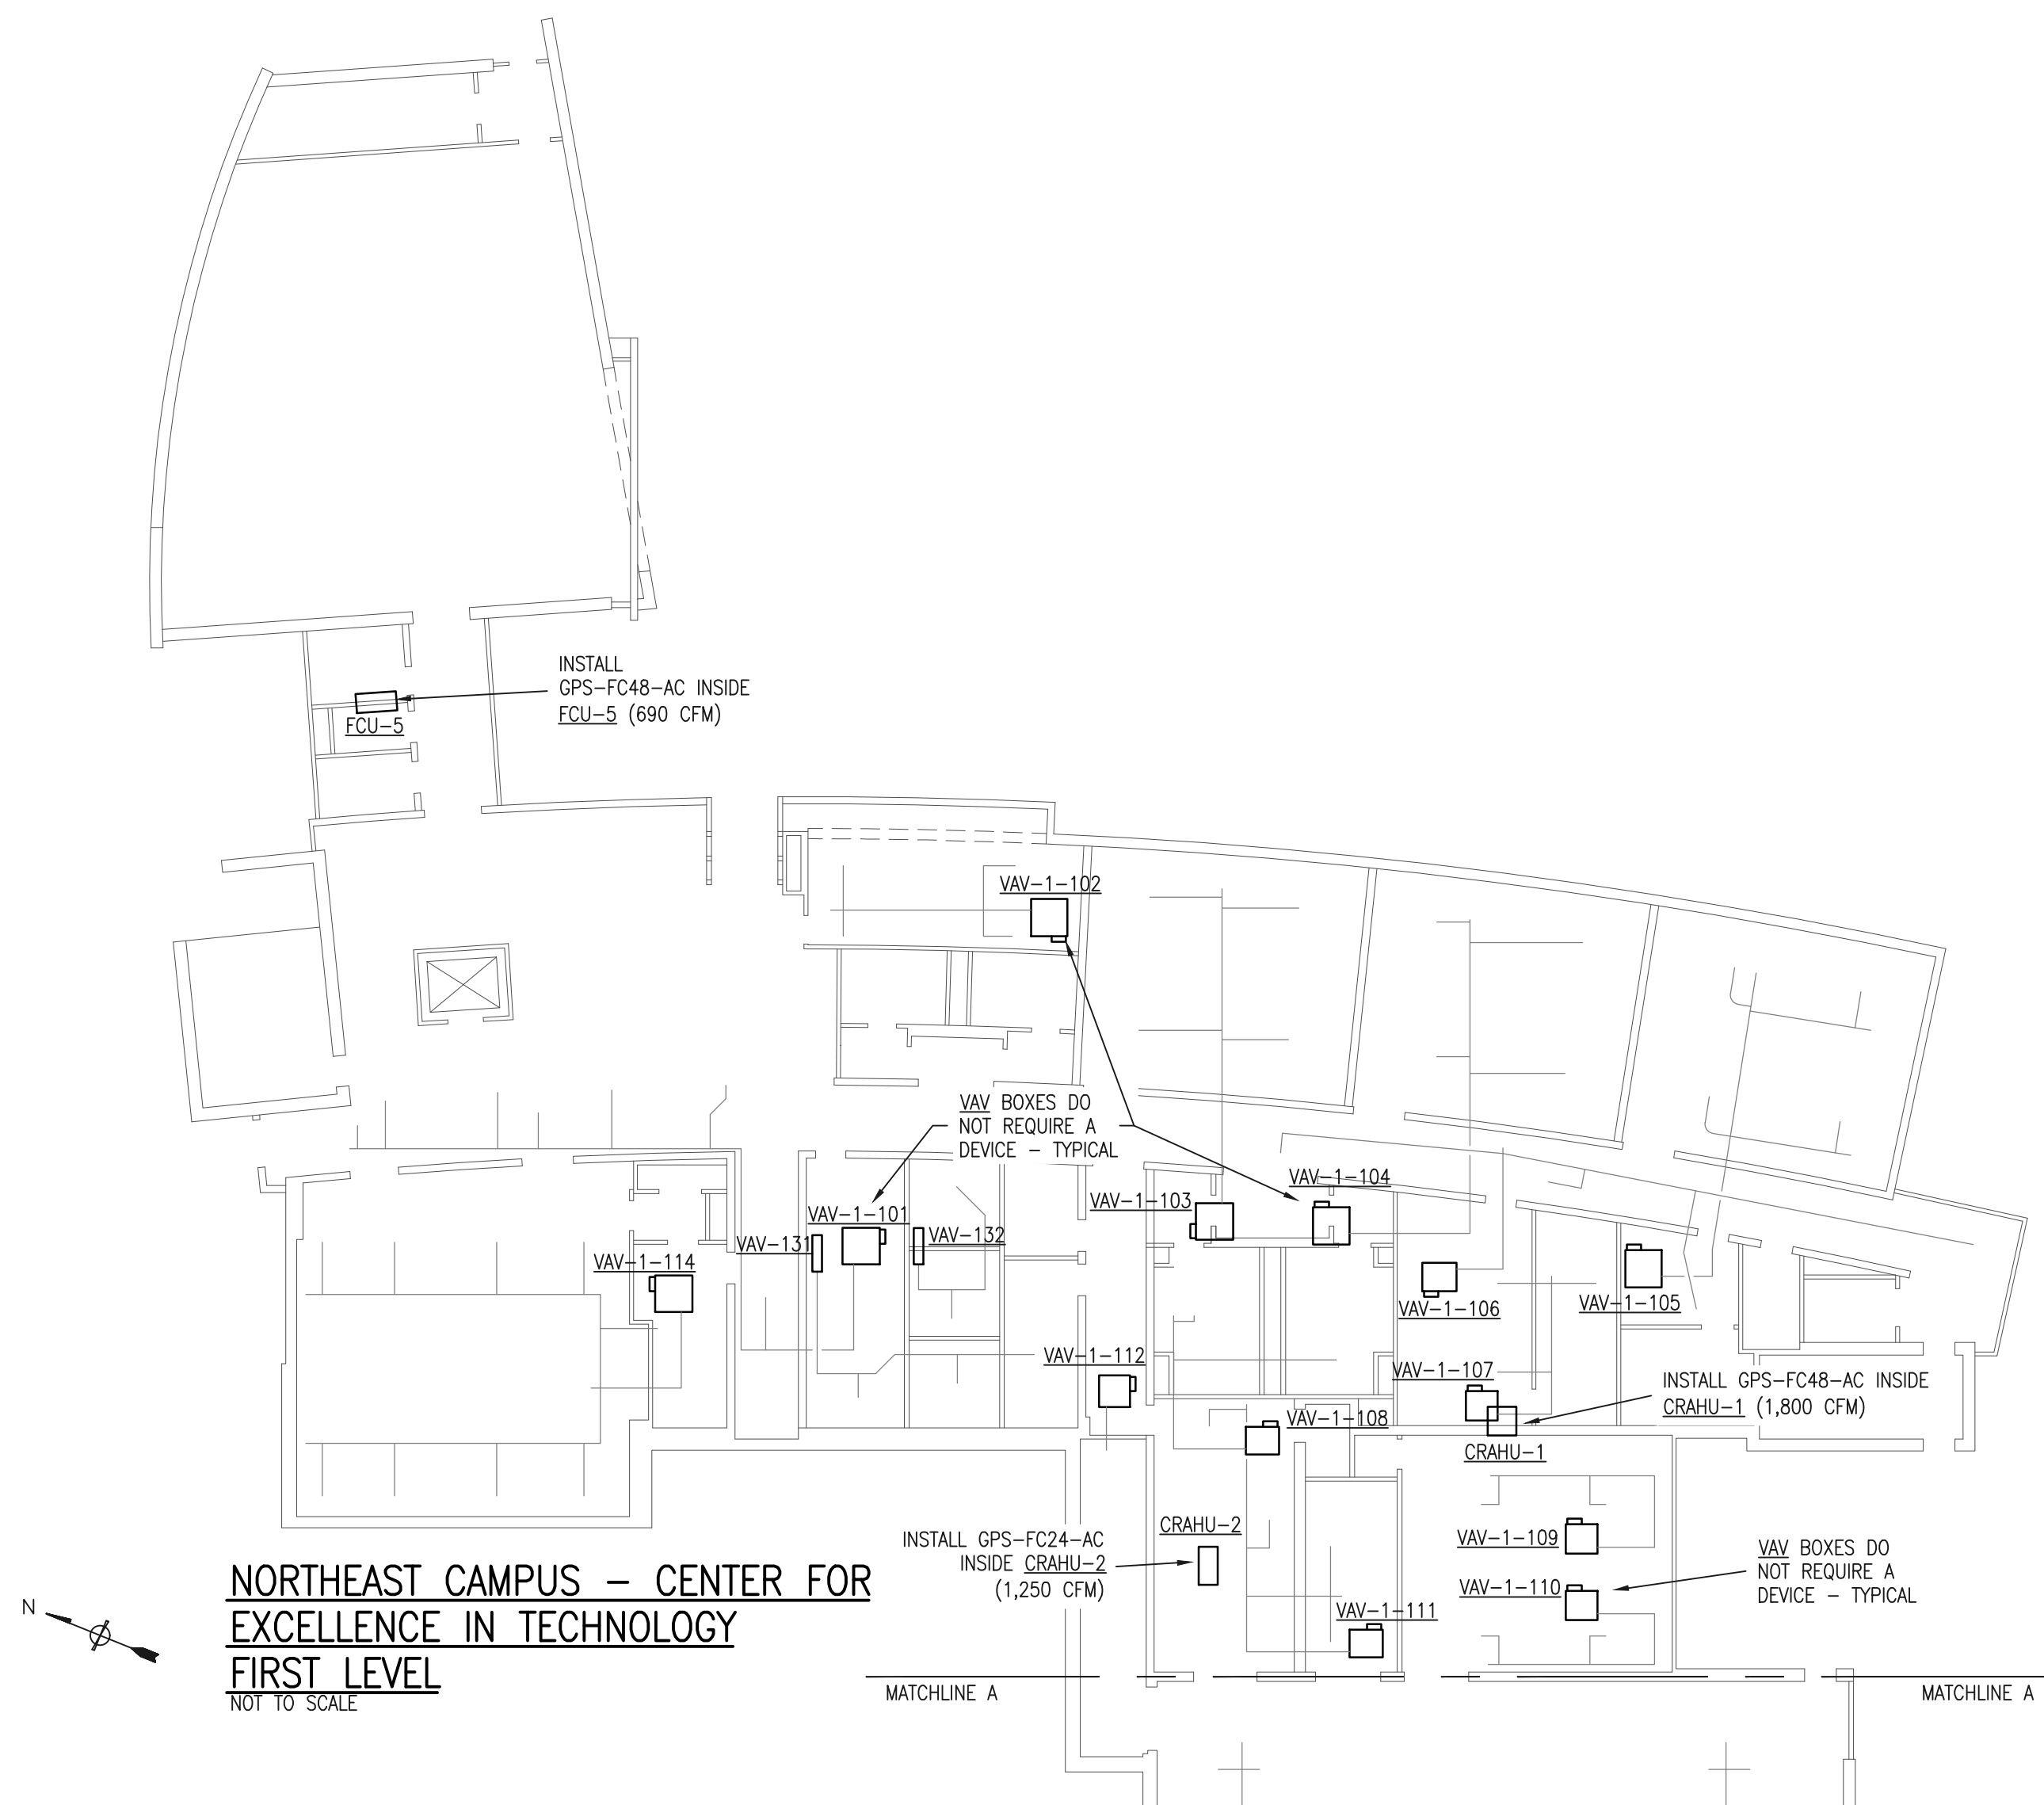 INSTALL
GPS-FC48-AC INSIDE
FCU-5 (690 CFM)
FCU-5
VAV-1-102
VAV BOXES DO
NOT REQUIRE A
DEVICE - TYPICAL
VAV-1-104
VAV-1-103
VAV-1-101
VAV-131
VAV-132
VAV-1-114
VAV-1-106
VAV-1-105
VAV-1-112
VAV-1-107
INSTALL GPS-FC48-AC INSIDE
CRAHU-1 (1,800 CFM)
VAV-1-108
CRAHU-1
CRAHU-2
INSTALL GPS-FC24-AC
INSIDE CRAHU-2
(1,250 CFM)
VAV-1-109
VAV BOXES DO
NOT REQUIRE A
DEVICE - TYPICAL
VAV-1-110
VAV-1-111
N
NORTHEAST CAMPUS - CENTER FOR
EXCELLENCE IN TECHNOLOGY
FIRST LEVEL
NOT TO SCALE
MATCHLINE A
MATCHLINE A